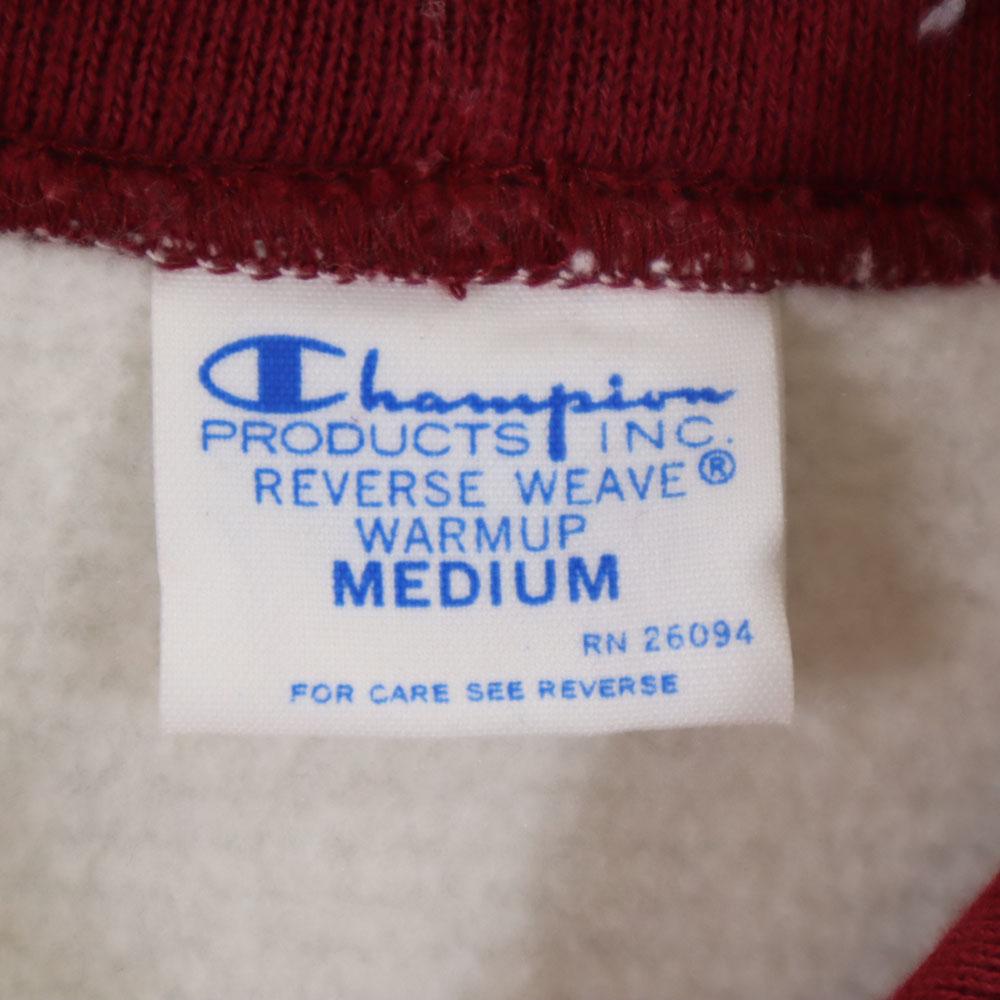 Champion
PRODUCTS INC.
REVERSE WEAVE®
WARMUP
MEDIUM
RN 26094
FOR CARE SEE REVERSE